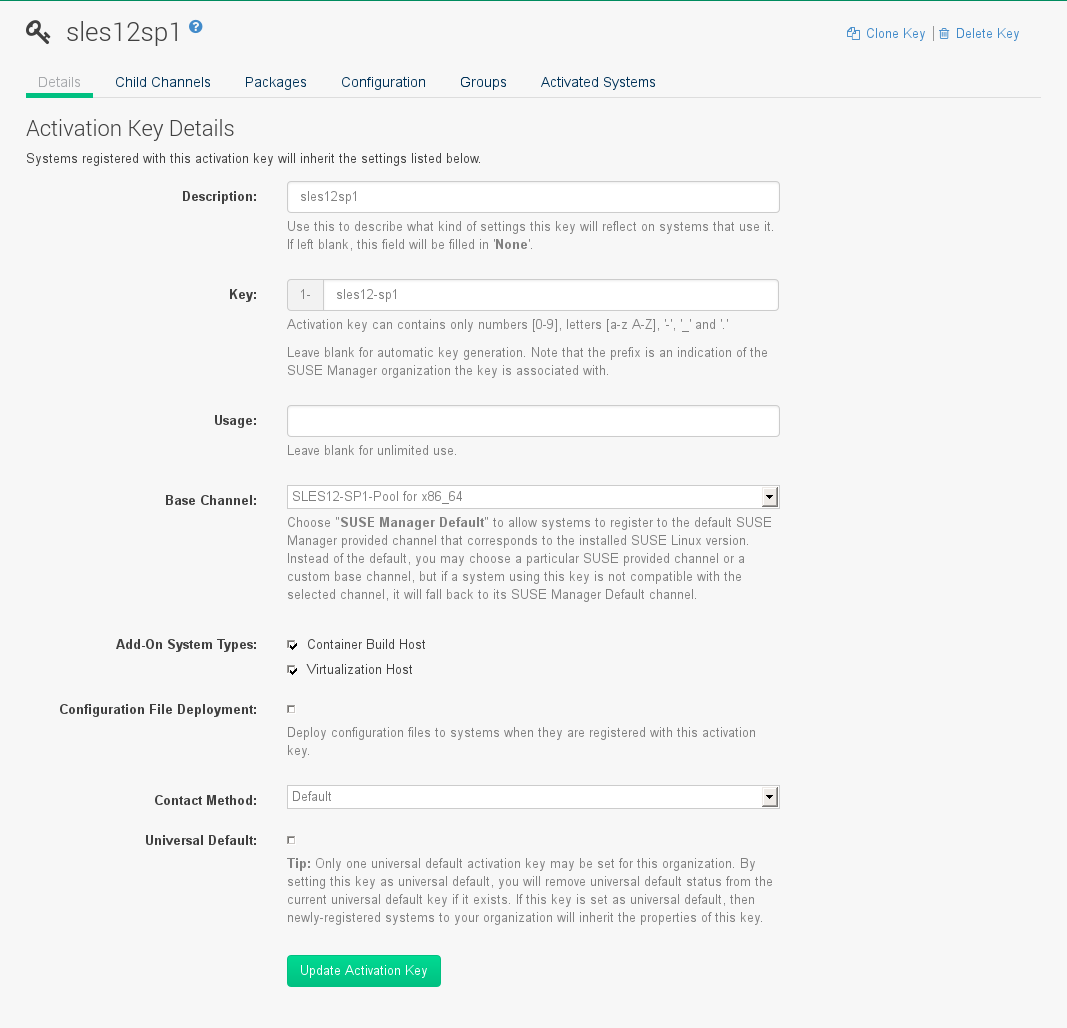 sles12sp1
Clone Key | Delete Key
Details Child Channels Packages Configuration Groups Activated Systems
Activation Key Details
Systems registered with this activation key will inherit the settings listed below.
Description: sles12sp1
Use this to describe what kind of settings this key will reflect on systems that use it.
If left blank, this field will be filled in 'None'.
Key: 1- sles12-sp1
Activation key can contains only numbers [0-9], letters [a-z A-Z], '-', '_' and '.'
Leave blank for automatic key generation. Note that the prefix is an indication of the
SUSE Manager organization the key is associated with.
Usage:
Leave blank for unlimited use.
Base Channel: SLES12-SP1-Pool for x86_64
Choose "SUSE Manager Default" to allow systems to register to the default SUSE
Manager provided channel that corresponds to the installed SUSE Linux version.
Instead of the default, you may choose a particular SUSE provided channel or a
custom base channel, but if a system using this key is not compatible with the
selected channel, it will fall back to its SUSE Manager Default channel.
Add-On System Types: Container Build Host
Virtualization Host
Configuration File Deployment:
Deploy configuration files to systems when they are registered with this activation
key.
Contact Method: Default
Universal Default:
Tip: Only one universal default activation key may be set for this organization. By
setting this key as universal default, you will remove universal default status from the
current universal default key if it exists. If this key is set as universal default, then
newly-registered systems to your organization will inherit the properties of this key.
Update Activation Key